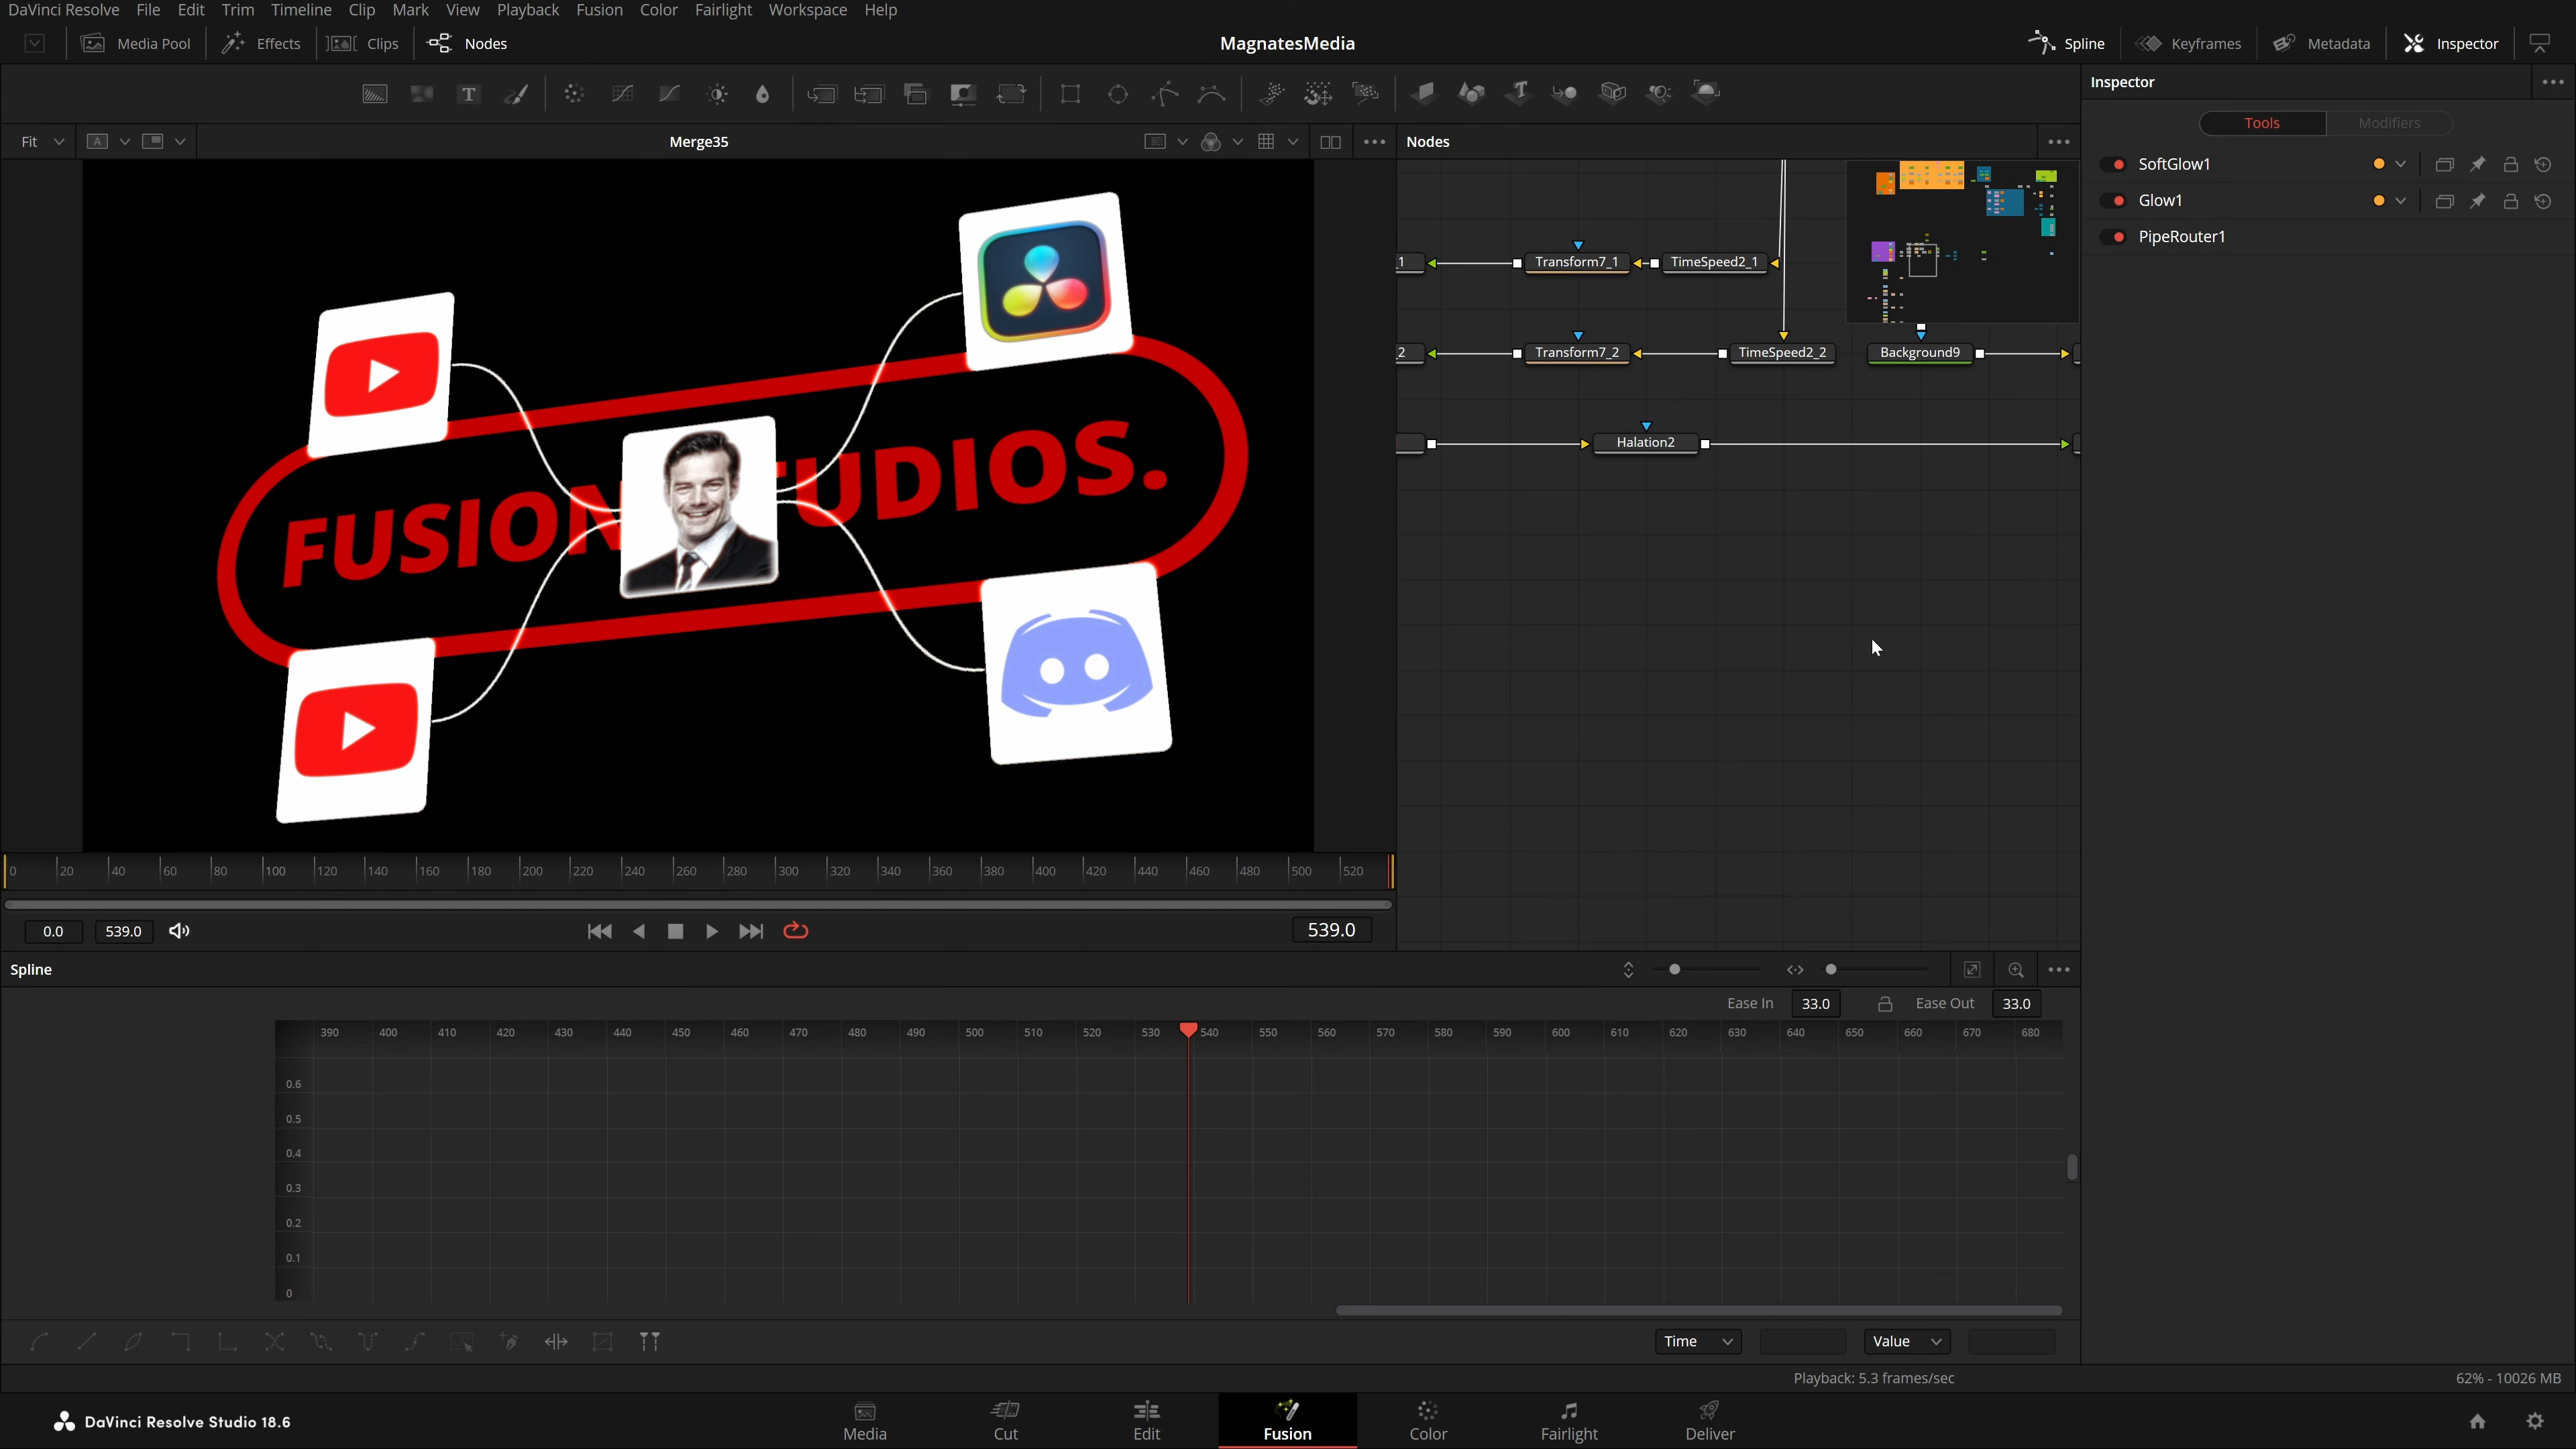 DaVinci Resolve File Edit Trim Timeline Clip Mark View Playback Fusion Color Fairlight Workspace Help
Media Pool Effects Clips Nodes MagnatesMedia Spline Keyframes Metadata Inspector
Inspector
Tools Modifiers
Fit A Merge35 Nodes
SoftGlow1
Glow1
PipeRouter1
_1 Transform7_1 TimeSpeed2_1
_2 Transform7_2 TimeSpeed2_2 Background9
Halation2
FUSION TUDIOS.
0 20 40 60 80 100 120 140 160 180 200 220 240 260 280 300 320 340 360 380 400 420 440 460 480 500 520
0.0 539.0 539.0
Spline
Ease In 33.0 Ease Out 33.0
390 400 410 420 430 440 450 460 470 480 490 500 510 520 530 540 550 560 570 580 590 600 610 620 630 640 650 660 670 680
0.6
0.5
0.4
0.3
0.2
0.1
0
Time Value
Playback: 5.3 frames/sec 62% - 10026 MB
DaVinci Resolve Studio 18.6 Media Cut Edit Fusion Color Fairlight Deliver